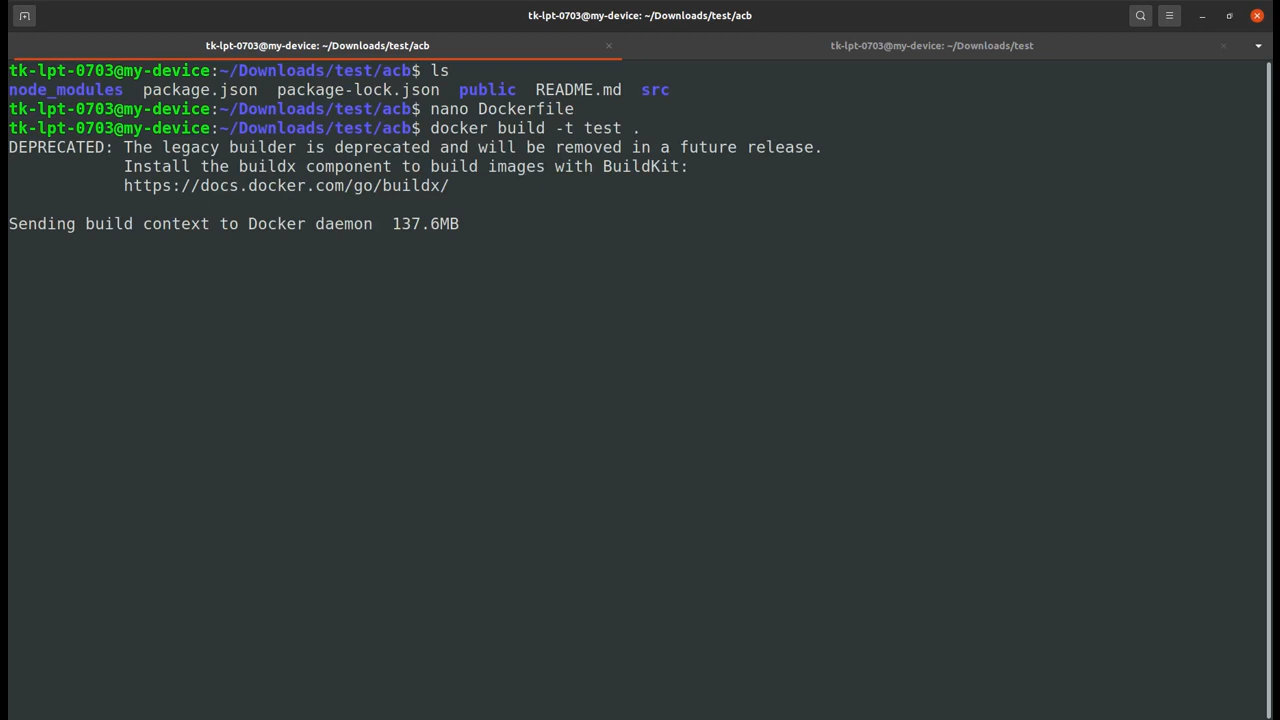 tk-lpt-0703@my-device: ~/Downloads/test/acb
tk-lpt-0703@my-device: ~/Downloads/test/acb
tk-lpt-0703@my-device: ~/Downloads/test
tk-lpt-0703@my-device:~/Downloads/test/acb$ ls
node_modules  package.json  package-lock.json  public  README.md  src
tk-lpt-0703@my-device:~/Downloads/test/acb$ nano Dockerfile
tk-lpt-0703@my-device:~/Downloads/test/acb$ docker build -t test .
DEPRECATED: The legacy builder is deprecated and will be removed in a future release.
            Install the buildx component to build images with BuildKit:
            https://docs.docker.com/go/buildx/
Sending build context to Docker daemon  137.6MB